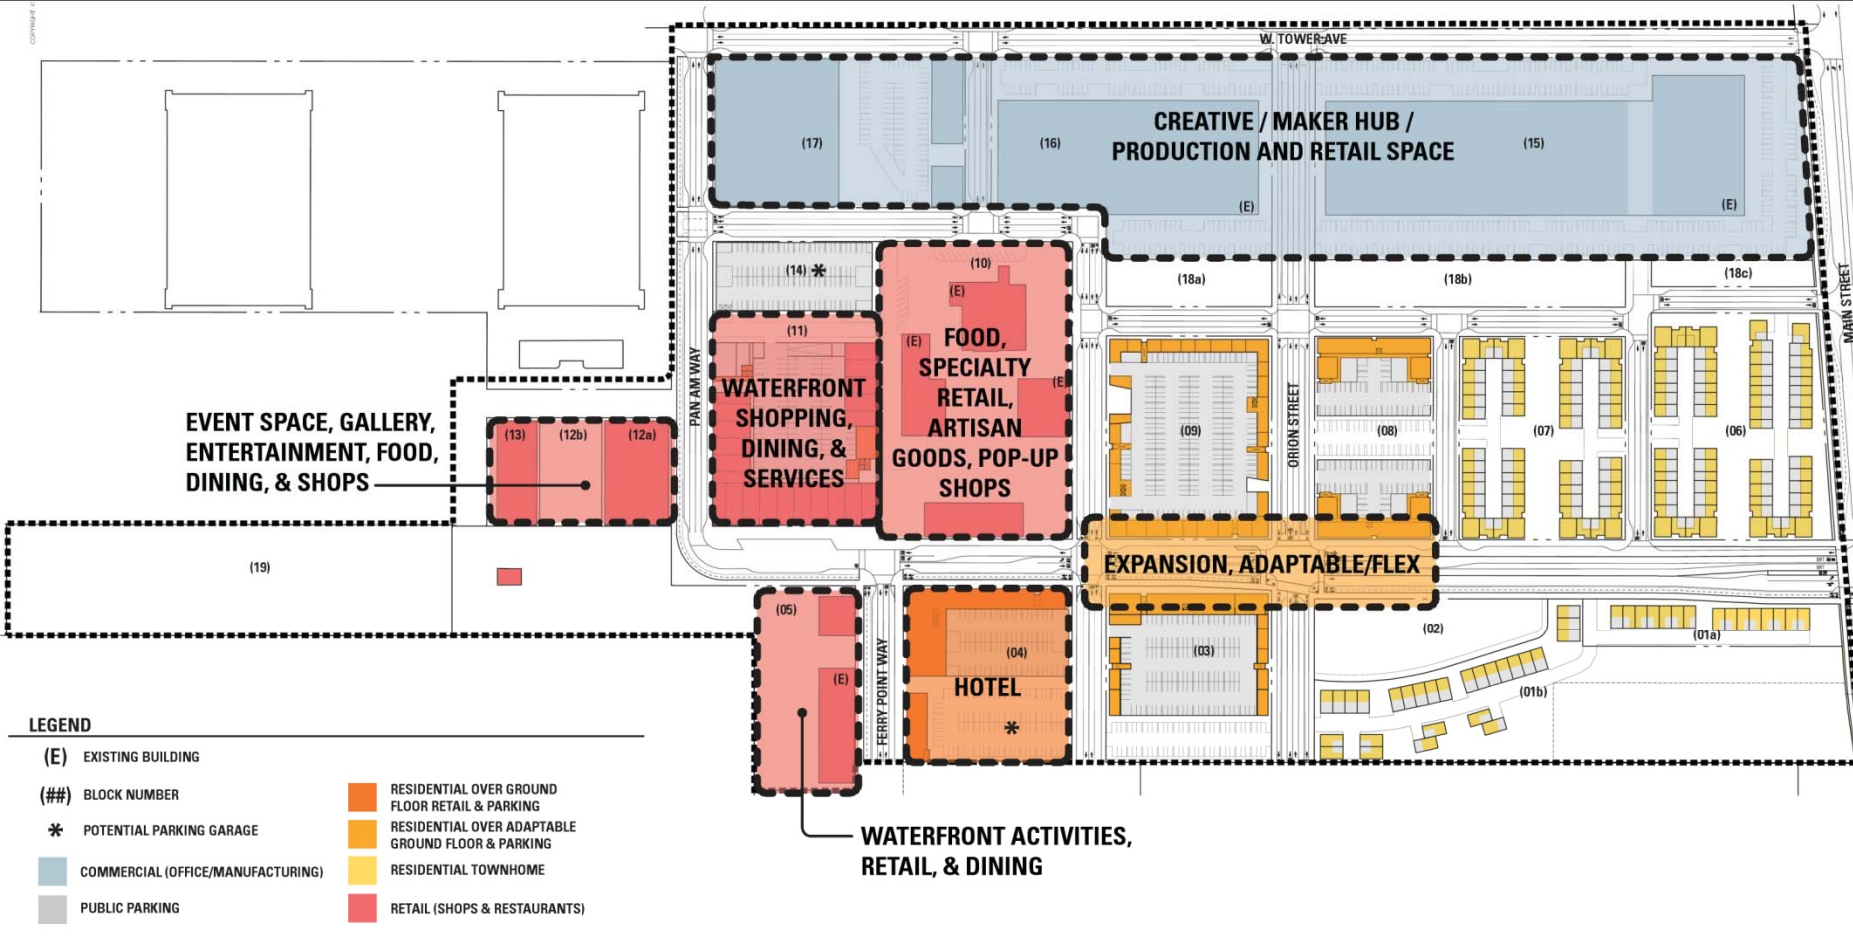 COPYRIGHT ©
W. TOWER AVE
CREATIVE / MAKER HUB /
PRODUCTION AND RETAIL SPACE
(17)
(16)
(15)
(E)
(E)
(14) *
(10)
(18a)
(18b)
(18c)
MAIN STREET
(E)
(11)
(E)
FOOD,
SPECIALTY
RETAIL,
ARTISAN
GOODS, POP-UP
SHOPS
(E)
PAN AM WAY
WATERFRONT
SHOPPING,
DINING, &
SERVICES
ORION STREET
EVENT SPACE, GALLERY,
ENTERTAINMENT, FOOD,
DINING, & SHOPS
(13)
(12b)
(12a)
(09)
(08)
(07)
(06)
(19)
EXPANSION, ADAPTABLE/FLEX
(05)
(E)
FERRY POINT WAY
(04)
HOTEL
*
(03)
(02)
(01a)
(01b)
WATERFRONT ACTIVITIES,
RETAIL, & DINING
LEGEND
(E) EXISTING BUILDING
(##) BLOCK NUMBER
* POTENTIAL PARKING GARAGE
COMMERCIAL (OFFICE/MANUFACTURING)
PUBLIC PARKING
RESIDENTIAL OVER GROUND
FLOOR RETAIL & PARKING
RESIDENTIAL OVER ADAPTABLE
GROUND FLOOR & PARKING
RESIDENTIAL TOWNHOME
RETAIL (SHOPS & RESTAURANTS)